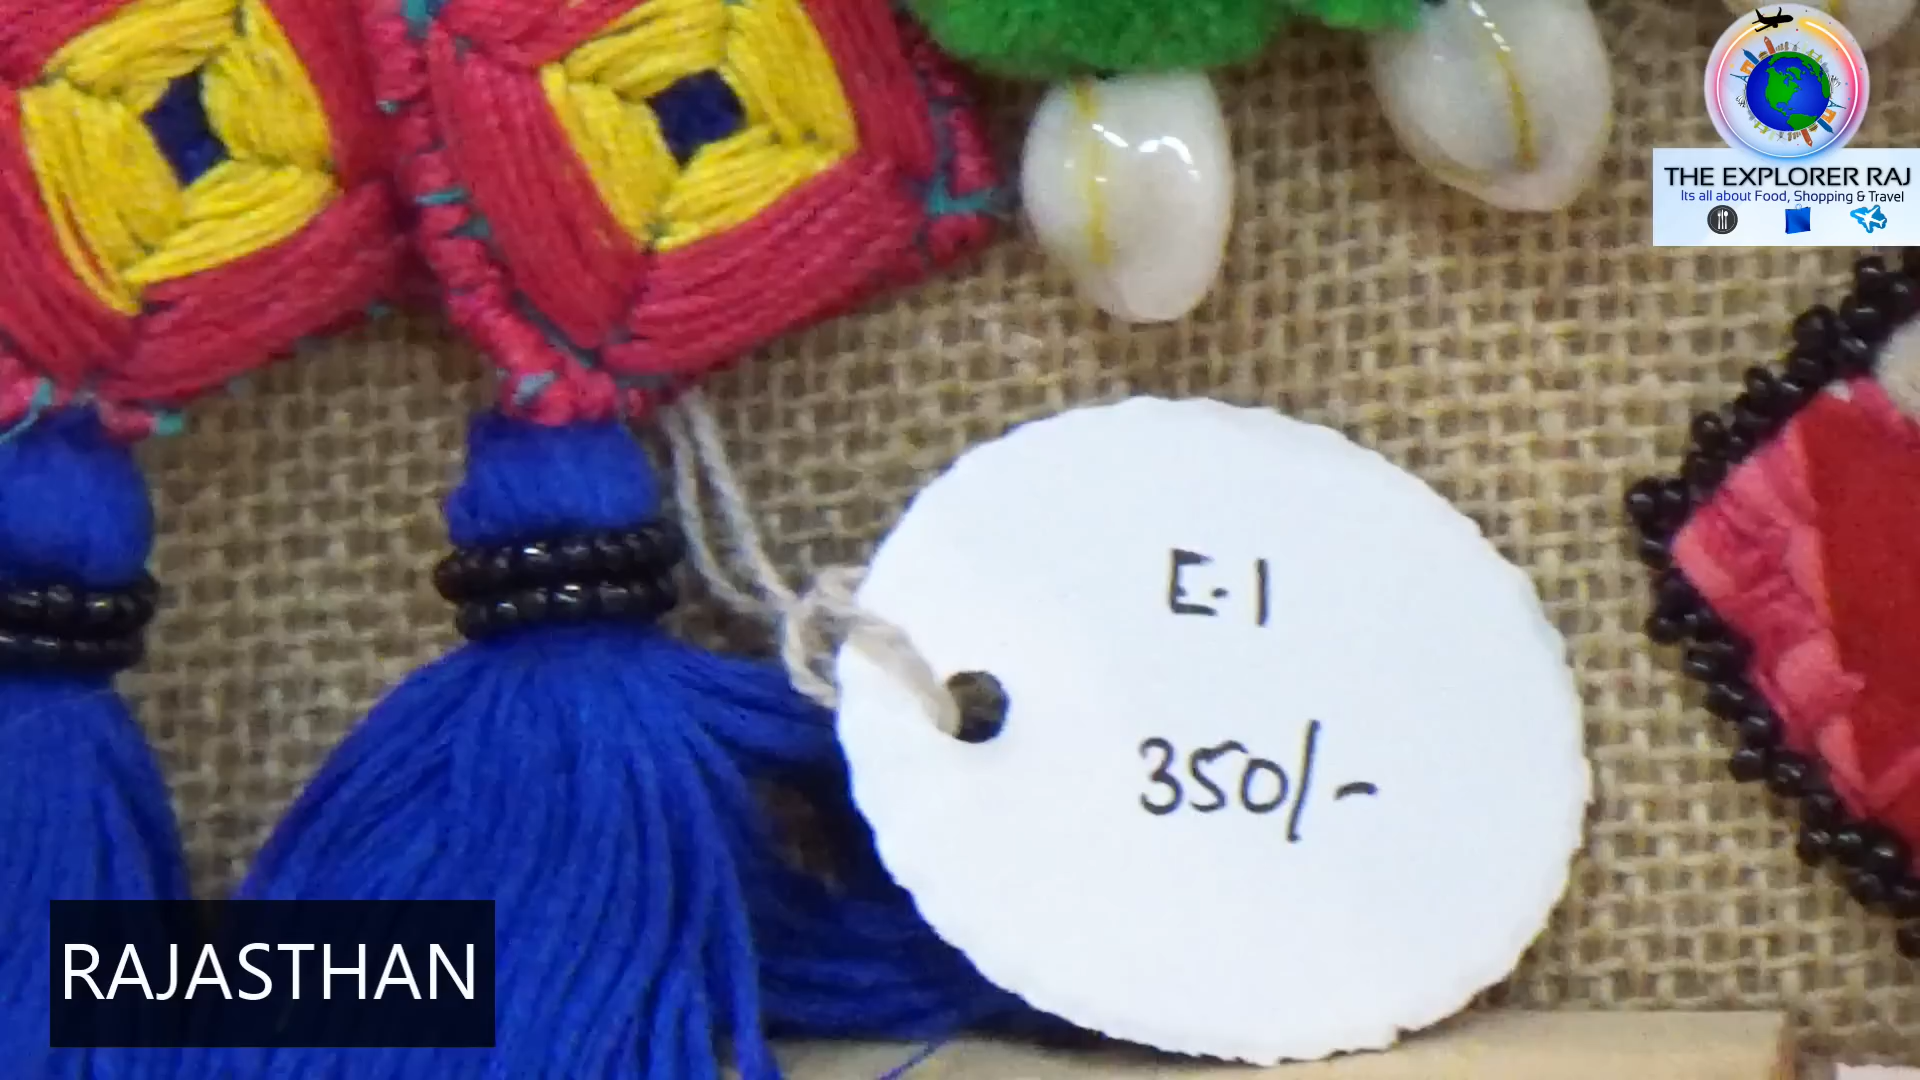 THE EXPLORER RAJ
Its all about Food, Shopping & Travel
E-1
350/-
RAJASTHAN